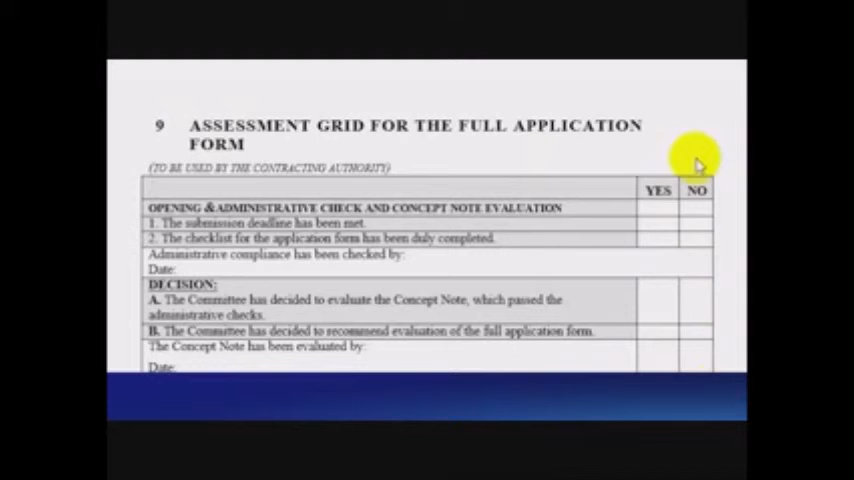 9 ASSESSMENT GRID FOR THE FULL APPLICATION
FORM
(TO BE USED BY THE CONTRACTING AUTHORITY)
YES NO
OPENING &ADMINISTRATIVE CHECK AND CONCEPT NOTE EVALUATION
1. The submission deadline has been met.
2. The checklist for the application form has been duly completed.
Administrative compliance has been checked by:
Date:
DECISION:
A. The Committee has decided to evaluate the Concept Note, which passed the
administrative checks.
B. The Committee has decided to recommend evaluation of the full application form.
The Concept Note has been evaluated by:
Date: